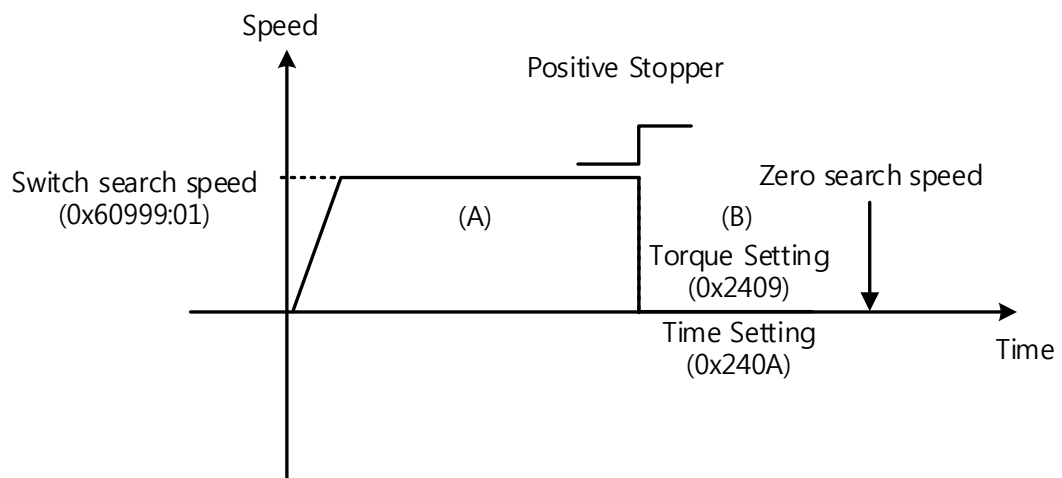 Speed
Positive Stopper
Switch search speed
(0x60999:01)
Zero search speed
(A)
(B)
Torque Setting
(0x2409)
Time Setting
(0x240A)
Time